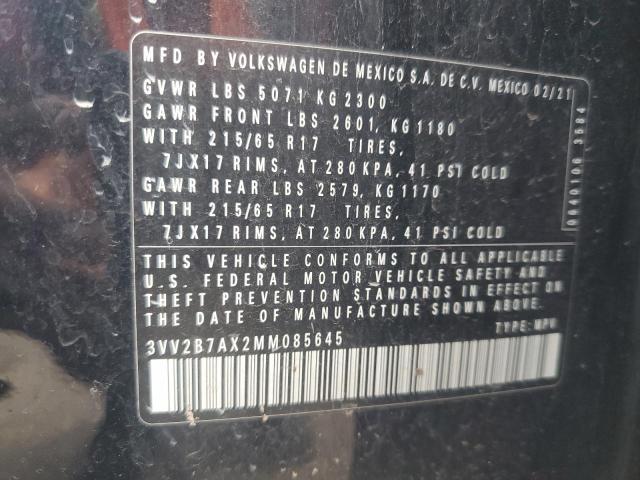 MFD BY VOLKSWAGEN DE MEXICO S.A. DE C.V. MEXICO 02/21
GVWR LBS 5071 KG 2300
GAWR FRONT LBS 2601, KG 1180
WITH 215/65 R17 TIRES,
7JX17 RIMS, AT 280 KPA, 41 PSI COLD
GAWR REAR LBS 2579, KG 1170
WITH 215/65 R17 TIRES,
7JX17 RIMS, AT 280 KPA, 41 PSI COLD
THIS VEHICLE CONFORMS TO ALL APPLICABLE
U.S. FEDERAL MOTOR VEHICLE SAFETY AND
THEFT PREVENTION STANDARDS IN EFFECT ON
THE DATE OF MANUFACTURE SHOWN ABOVE.
3VV2B7AX2MM085645 TYPE: MPV